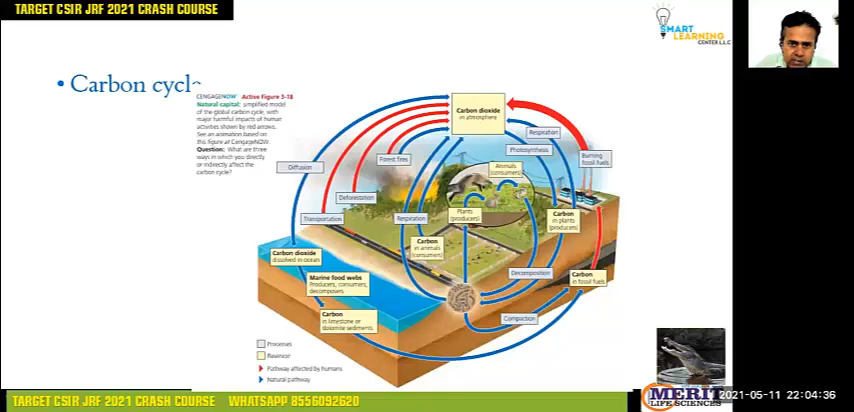 TARGET CSIR JRF 2021 CRASH COURSE
SMART
LEARNING
CENTER L.L.C
• Carbon cycle
CENGAGENOW Active Figure 3-18
Natural capital: simplified model
of the global carbon cycle, with
major harmful impacts of human
activities shown by red arrows.
See an animation based on
this figure at CengageNOW.
Question: What are three
ways in which you directly
or indirectly affect the
carbon cycle?
Carbon dioxide
in atmosphere
Respiration
Photosynthesis
Burning
fossil fuels
Forest fires
Animals
(consumers)
Diffusion
Deforestation
Transportation
Respiration
Plants
(producers)
Carbon
in plants
(producers)
Carbon
in animals
(consumers)
Carbon dioxide
dissolved in ocean
Marine food webs
Producers, consumers,
decomposers
Decomposition
Carbon
in fossil fuels
Carbon
in limestone or
dolomite sediments
Compaction
Processes
Reservoir
Pathway affected by humans
Natural pathway
TARGET CSIR JRF 2021 CRASH COURSE WHATSAPP 8556092620
MERIT
LIFE SCIENCES
2021-05-11 22:04:36